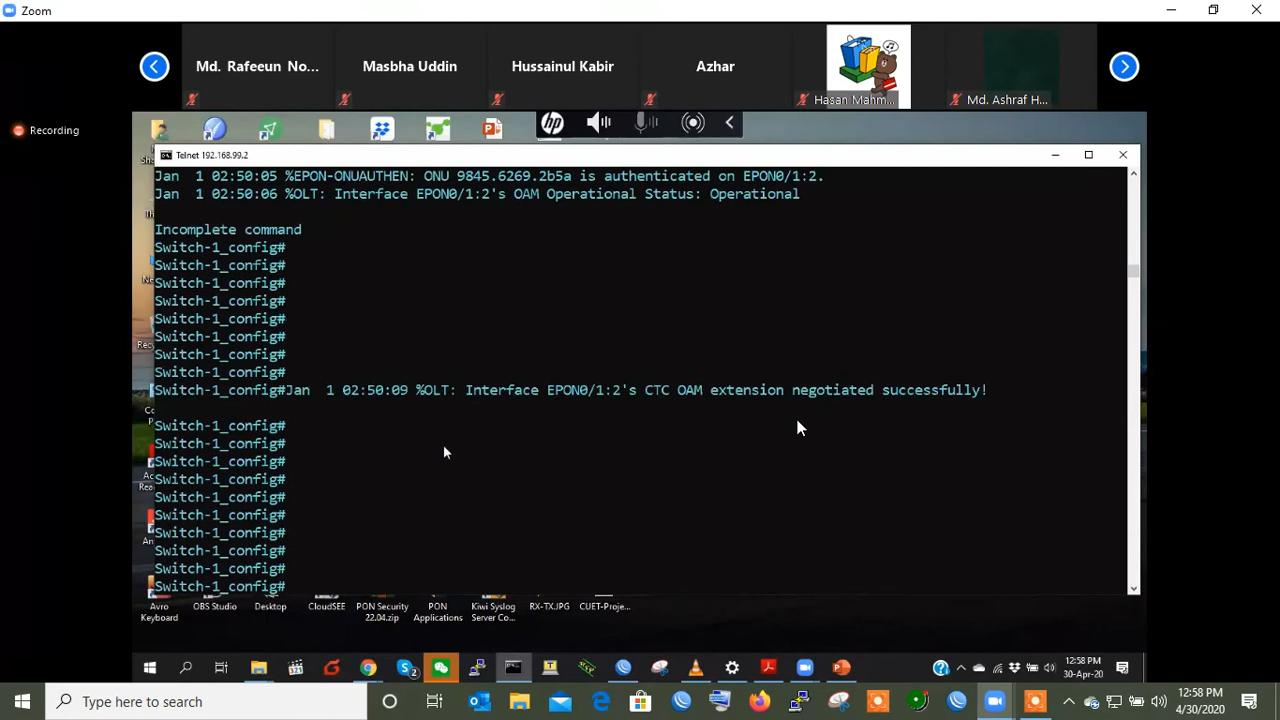 Zoom
Md. Rafeeun No...
Masbha Uddin
Hussainul Kabir
Azhar
Hasan Mahm...
Md. Ashraf H...
Recording
hp
Telnet 192.168.99.2
Jan 1 02:50:05 %EPON-ONUAUTHEN: ONU 9845.6269.2b5a is authenticated on EPON0/1:2.
Jan 1 02:50:06 %OLT: Interface EPON0/1:2's OAM Operational Status: Operational
Incomplete command
Switch-1_config#
Switch-1_config#
Switch-1_config#
Switch-1_config#
Switch-1_config#
Switch-1_config#
Switch-1_config#
Switch-1_config#
Switch-1_config#Jan 1 02:50:09 %OLT: Interface EPON0/1:2's CTC OAM extension negotiated successfully!
Switch-1_config#
Switch-1_config#
Switch-1_config#
Switch-1_config#
Switch-1_config#
Switch-1_config#
Switch-1_config#
Switch-1_config#
Switch-1_config#
Switch-1_config#
Avro Keyboard
OBS Studio
Desktop
CloudSEE
PON Security 22.04.zip
PON Applications
Kiwi Syslog Server Co...
RX-TX.JPG
CUET-Proje...
12:58 PM
30-Apr-20
Type here to search
12:58 PM
4/30/2020